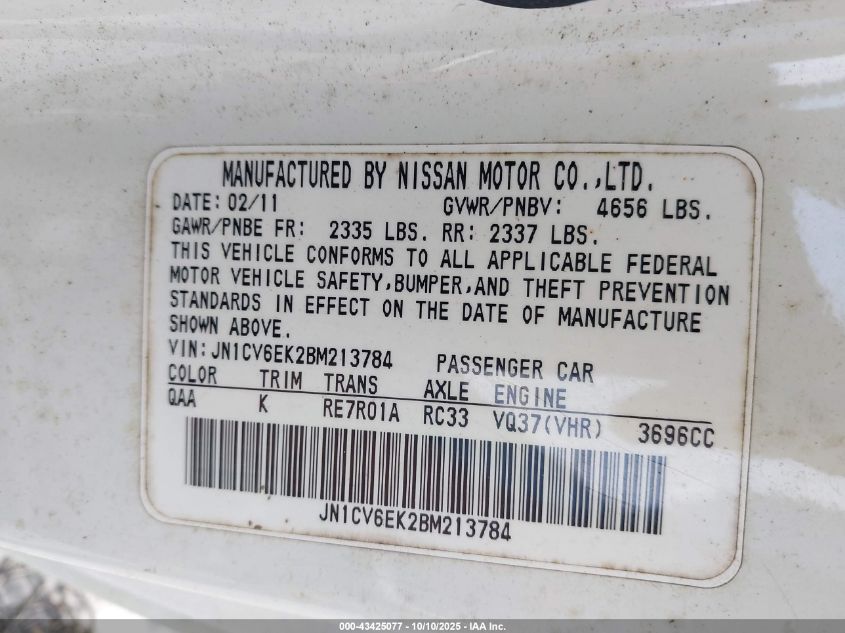 MANUFACTURED BY NISSAN MOTOR CO.,LTD.
DATE: 02/11 GVWR/PNBV: 4656 LBS.
GAWR/PNBE FR: 2335 LBS. RR: 2337 LBS.
THIS VEHICLE CONFORMS TO ALL APPLICABLE FEDERAL
MOTOR VEHICLE SAFETY,BUMPER,AND THEFT PREVENTION
STANDARDS IN EFFECT ON THE DATE OF MANUFACTURE
SHOWN ABOVE.
VIN:JN1CV6EK2BM213784 PASSENGER CAR
COLOR TRIM TRANS AXLE ENGINE
QAA K RE7R01A RC33 VQ37(VHR) 3696CC
JN1CV6EK2BM213784
000-43425077 - 10/10/2025 - IAA Inc.